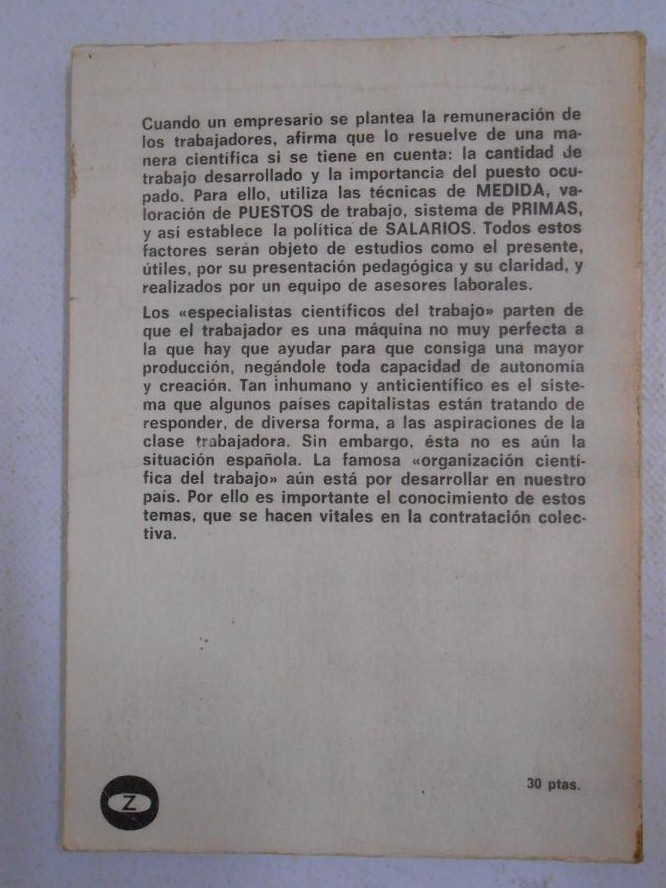 Cuando un empresario se plantea la remuneración de
los trabajadores, afirma que lo resuelve de una ma-
nera científica si se tiene en cuenta: la cantidad de
trabajo desarrollado y la importancia del puesto ocu-
pado. Para ello, utiliza las técnicas de MEDIDA, va-
loración de PUESTOS de trabajo, sistema de PRIMAS,
y así establece la política de SALARIOS. Todos estos
factores serán objeto de estudios como el presente,
útiles, por su presentación pedagógica y su claridad, y
realizados por un equipo de asesores laborales.
Los «especialistas científicos del trabajo» parten de
que el trabajador es una máquina no muy perfecta a
la que hay que ayudar para que consiga una mayor
producción, negándole toda capacidad de autonomía
y creación. Tan inhumano y anticientífico es el siste-
ma que algunos países capitalistas están tratando de
responder, de diversa forma, a las aspiraciones de la
clase trabajadora. Sin embargo, ésta no es aún la
situación española. La famosa «organización cientí-
fica del trabajo» aún está por desarrollar en nuestro
país. Por ello es importante el conocimiento de estos
temas, que se hacen vitales en la contratación colec-
tiva.
30 ptas.
Z